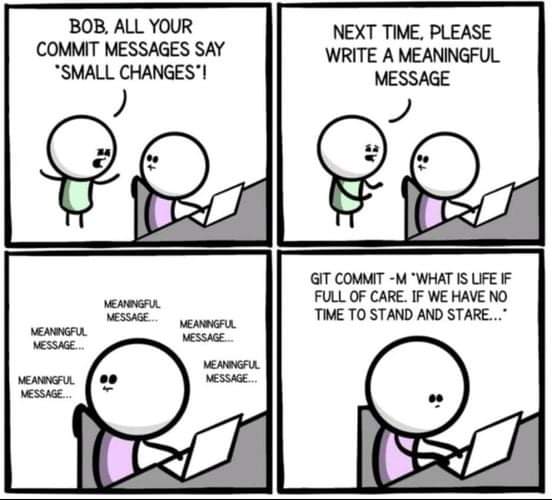 BOB, ALL YOUR
COMMIT MESSAGES SAY
"SMALL CHANGES"!
NEXT TIME, PLEASE
WRITE A MEANINGFUL
MESSAGE
MEANINGFUL
MESSAGE...
MEANINGFUL
MESSAGE...
MEANINGFUL
MESSAGE...
MEANINGFUL
MESSAGE...
MEANINGFUL
MESSAGE...
GIT COMMIT -M "WHAT IS LIFE IF
FULL OF CARE. IF WE HAVE NO
TIME TO STAND AND STARE..."